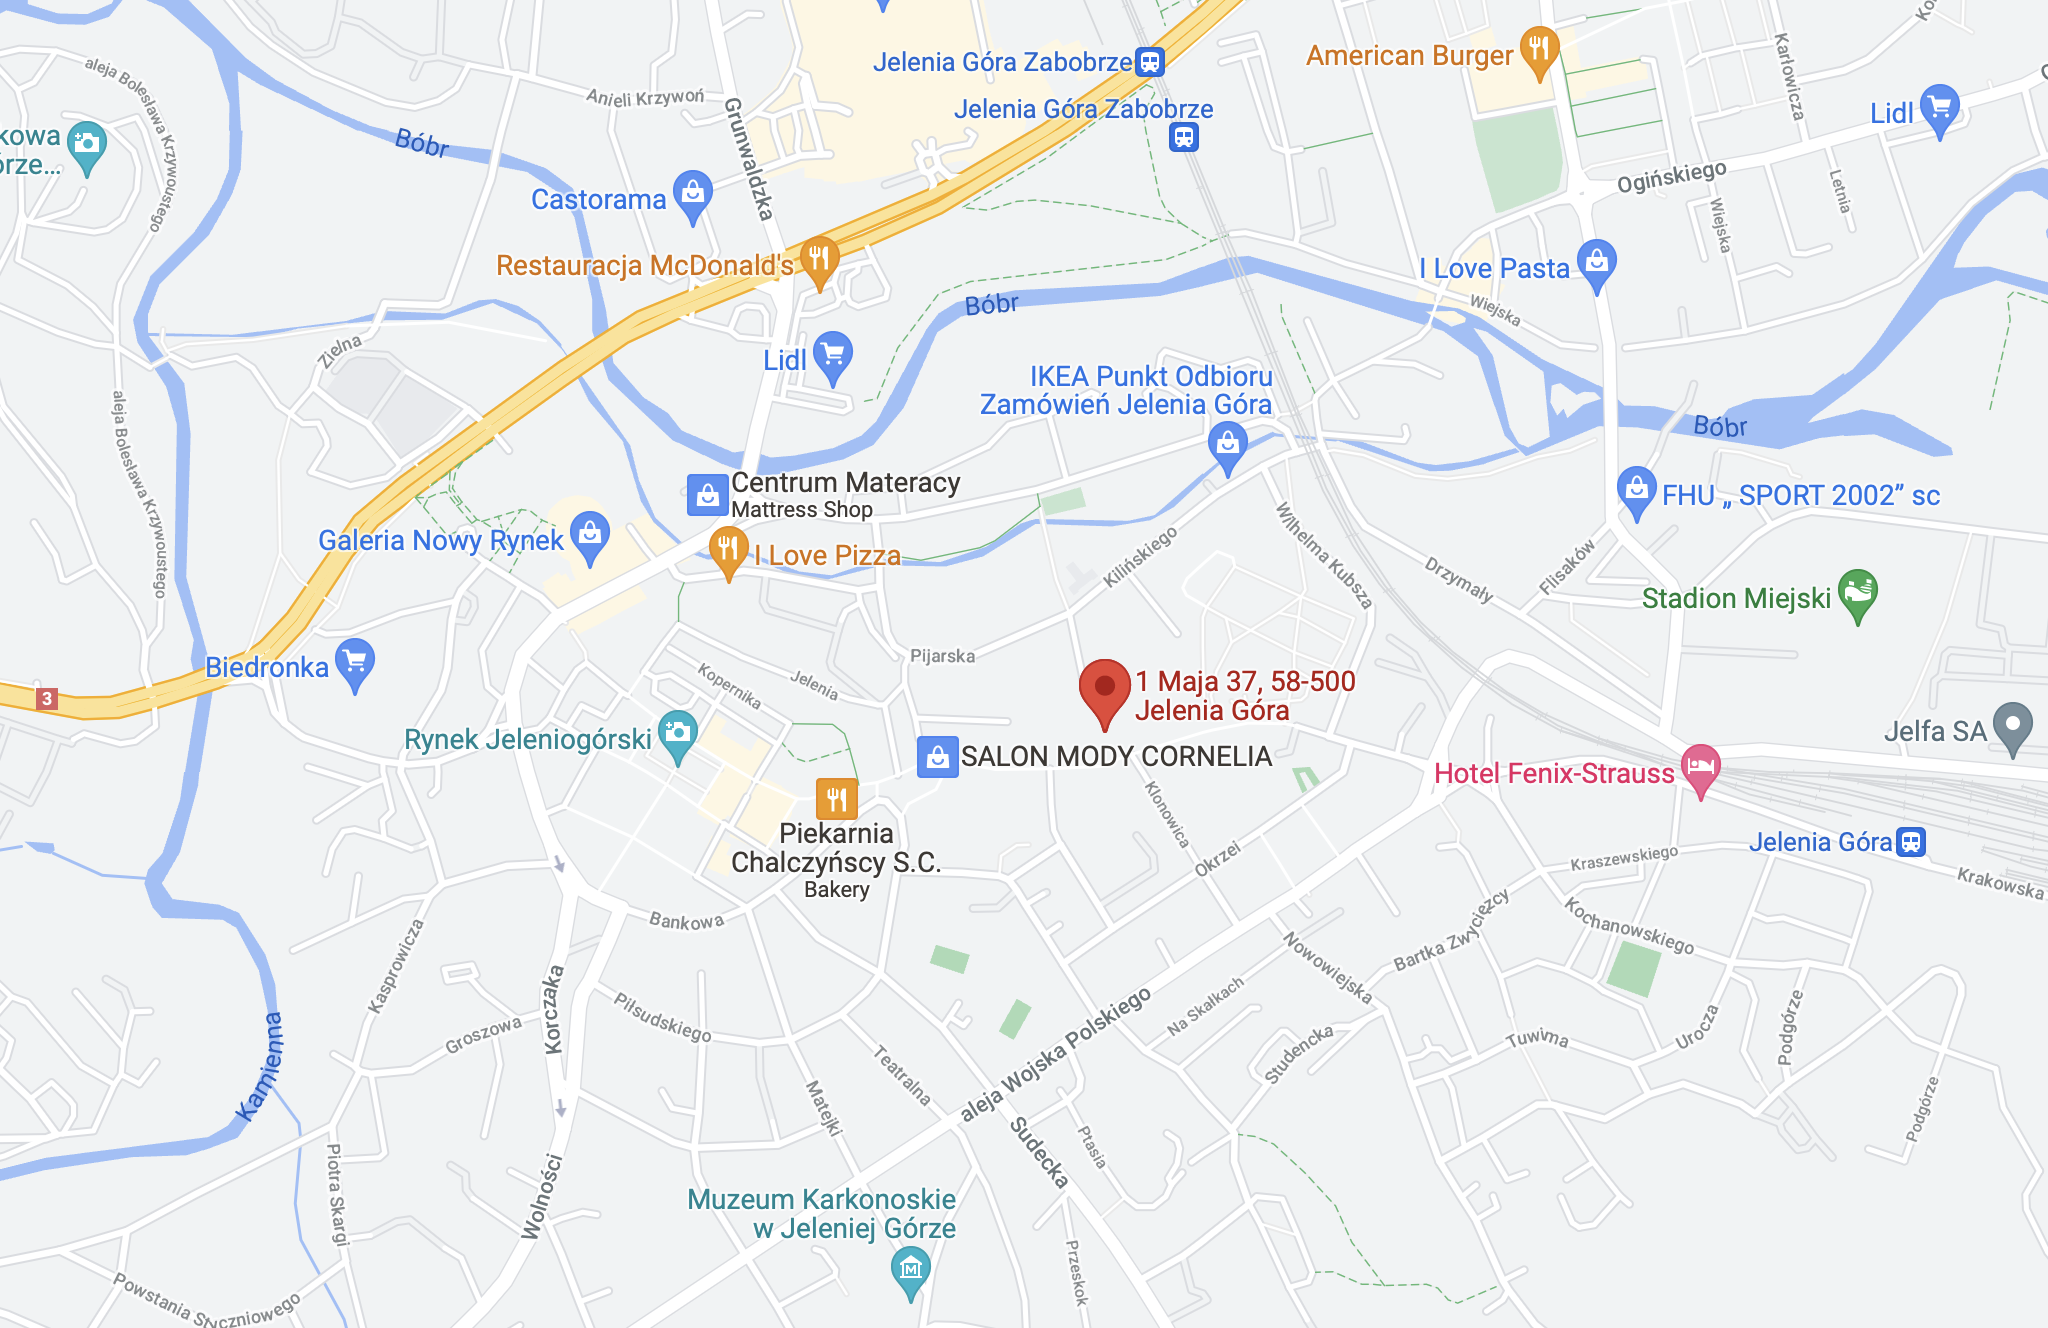 Jelenia Góra Zabobrze
American Burger
Karłowicza
aleja Bolesława Krzywoustego
Anieli Krzywoń
Grunwaldzka
Jelenia Góra Zabobrze
Lidl
kowa
órze...
Bóbr
Castorama
Ogińskiego
Letnia
Wiejska
Restauracja McDonald's
I Love Pasta
Bóbr
Wiejska
Zielna
Lidl
IKEA Punkt Odbioru
Zamówień Jelenia Góra
aleja Bolesława Krzywoustego
Bóbr
Centrum Materacy
Mattress Shop
FHU „ SPORT 2002” sc
Galeria Nowy Rynek
I Love Pizza
Kilińskiego
Wilhelma Kubsza
Drzymały
Flisaków
Stadion Miejski
Biedronka
Pijarska
Kopernika
Jelenia
1 Maja 37, 58-500
Jelenia Góra
3
Rynek Jeleniogórski
Jelfa SA
SALON MODY CORNELIA
Hotel Fenix-Strauss
Piekarnia
Chalczyńscy S.C.
Bakery
Klonowica
Okrzei
Jelenia Góra
Kraszewskiego
Krakowska
Bankowa
Kasprowicza
Korczaka
Bartka Zwycięzcy
Kochanowskiego
Nowowiejska
Piłsudskiego
Groszowa
aleja Wojska Polskiego
Na Skałkach
Studencka
Tuwima
Urocza
Podgórze
Kamienna
Teatralna
Matejki
Sudecka
Ptasia
Podgórze
Piotra Skargi
Wolności
Muzeum Karkonoskie
w Jeleniej Górze
Przeskok
Powstania Styczniowego